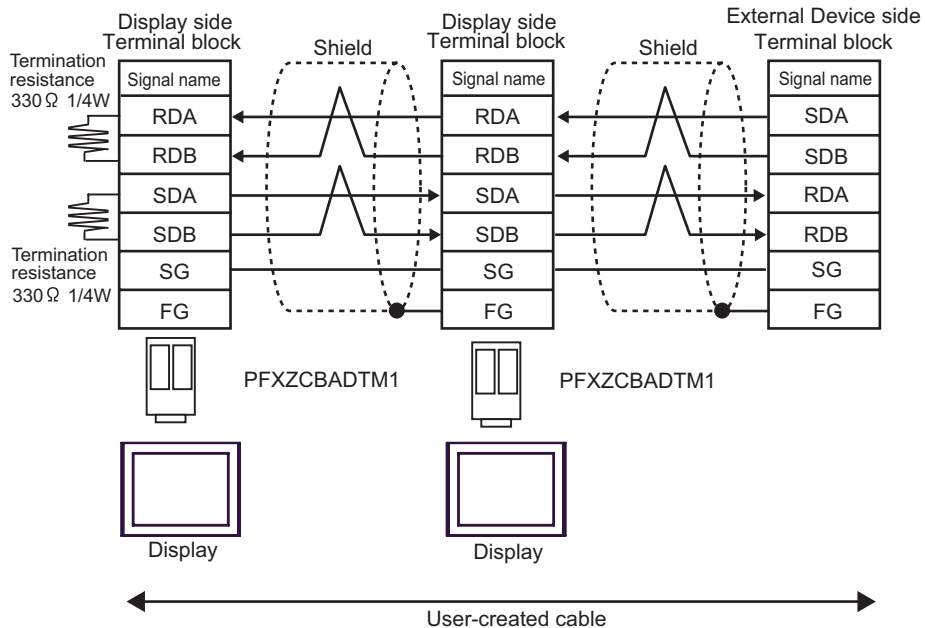 Display side
Terminal block
Display side
Terminal block
External Device side
Terminal block
Shield
Shield
Termination
resistance
330 Ω 1/4W
Termination
resistance
330 Ω 1/4W
Signal name
RDA
RDB
SDA
SDB
SG
FG
Signal name
RDA
RDB
SDA
SDB
SG
FG
Signal name
SDA
SDB
RDA
RDB
SG
FG
PFXZCBADTM1
PFXZCBADTM1
Display
Display
User-created cable